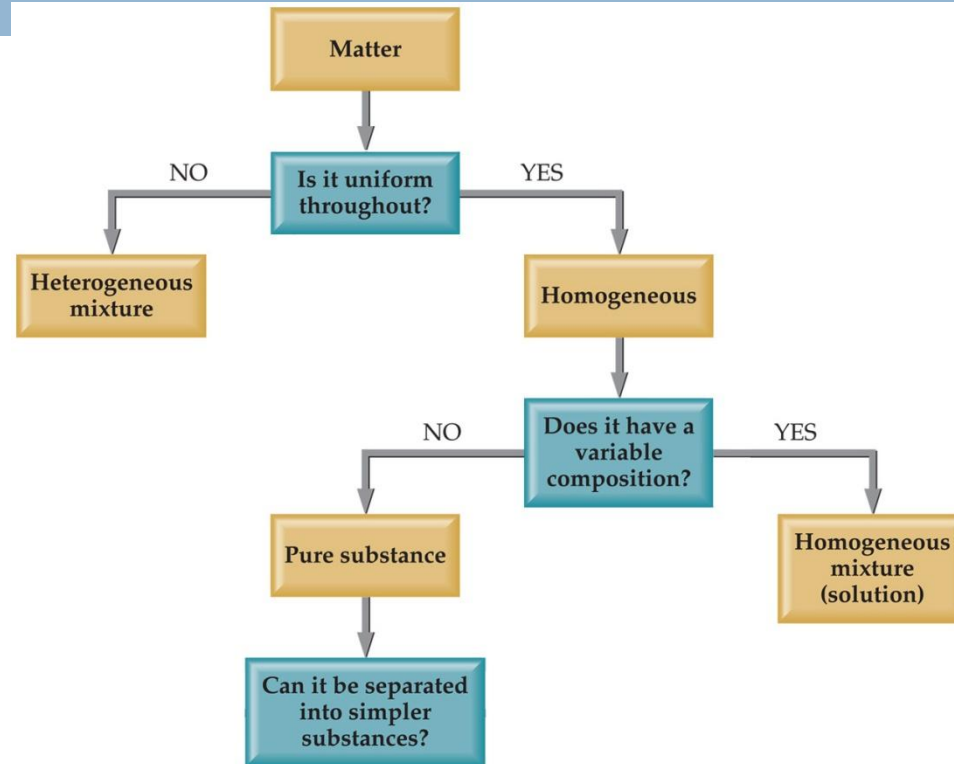 Matter
NO
Is it uniform
throughout?
YES
Heterogeneous
mixture
Homogeneous
NO
Does it have a
variable
composition?
YES
Pure substance
Homogeneous
mixture
(solution)
Can it be separated
into simpler
substances?